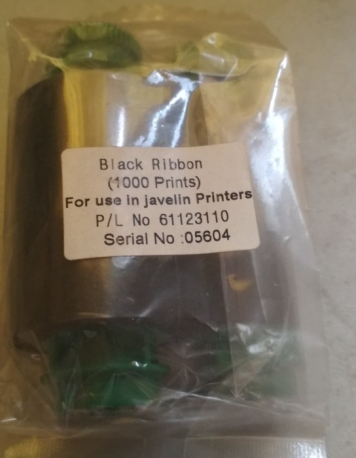 Black Ribbon
(1000 Prints)
For use in javelin Printers
P/L No 61123110
Serial No :05604